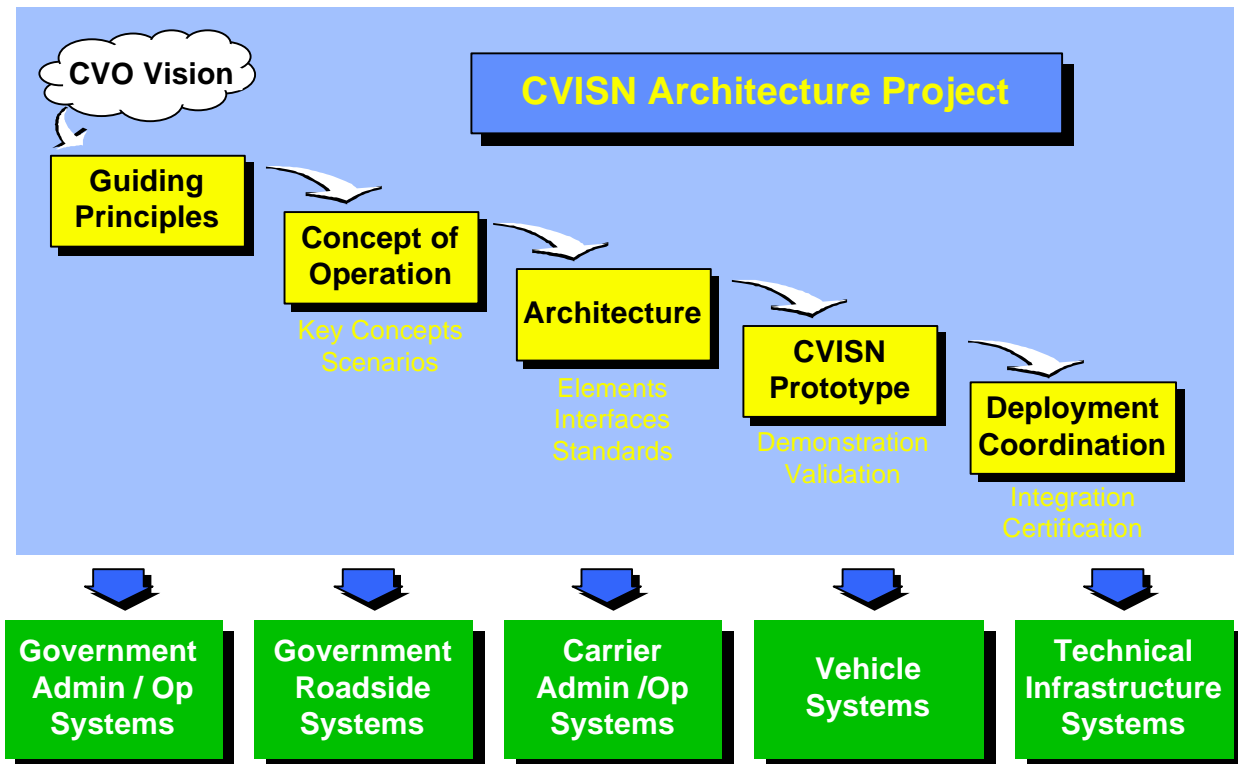 CVO Vision
CVISN Architecture Project
Guiding
Principles
Concept of
Operation
Key Concepts
Scenarios
Architecture
Elements
Interfaces
Standards
CVISN
Prototype
Demonstration
Validation
Deployment
Coordination
Integration
Certification
Government
Admin / Op
Systems
Government
Roadside
Systems
Carrier
Admin /Op
Systems
Vehicle
Systems
Technical
Infrastructure
Systems